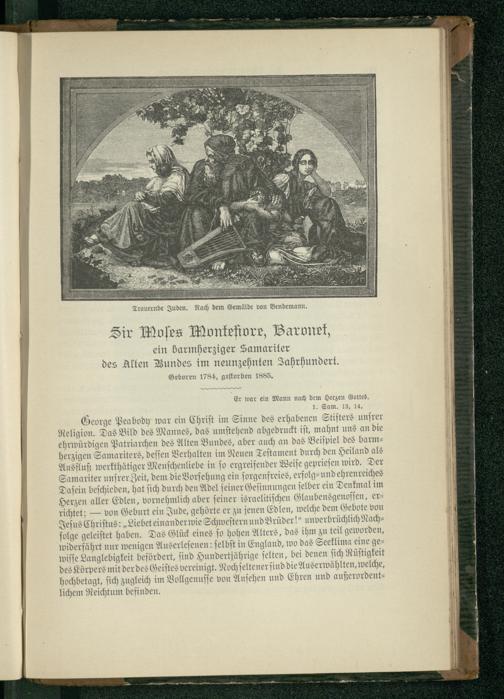 Trauernde Juden. Nach dem Gemälde von Bendemann.
Sir Moses Montefiore, Baronet,
ein barmherziger Samariter
des Alten Bundes im neunzehnten Jahrhundert.
Geboren 1784, gestorben 1885.
Er war ein Mann nach dem Herzen Gottes.
1. Sam. 13, 14.
George Peabody war ein Christ im Sinne des erhabenen Stifters unsrer
Religion. Das Bild des Mannes, das umstehend abgedruckt ist, mahnt uns an die
ehrwürdigen Patriarchen des Alten Bundes, aber auch an das Beispiel des barm-
herzigen Samariters, dessen Verhalten im Neuen Testament durch den Heiland als
Ausfluß werkthätiger Menschenliebe in so ergreifender Weise gepriesen wird. Der
Samariter unsrer Zeit, dem die Vorsehung ein sorgenfreies, erfolg- und ehrenreiches
Dasein beschieden, hat sich durch den Adel seiner Gesinnungen selber ein Denkmal im
Herzen aller Edlen, vornehmlich aber seiner israelitischen Glaubensgenossen, er-
richtet; — von Geburt ein Jude, gehörte er zu jenen Edlen, welche dem Gebote von
Jesus Christus: „Liebet einander wie Schwestern und Brüder!“ unverbrüchlich Nach-
folge geleistet haben. Das Glück eines so hohen Alters, das ihm zu teil geworden,
widerfährt nur wenigen Auserlesenen: selbst in England, wo das Seeklima eine ge-
wisse Langlebigkeit befördert, sind Hundertjährige selten, bei denen sich Rüstigkeit
des Körpers mit der des Geistes vereinigt. Noch seltener sind die Auserwählten, welche,
hochbetagt, sich zugleich im Vollgenusse von Ansehen und Ehren und außerordent-
lichem Reichtum befinden.